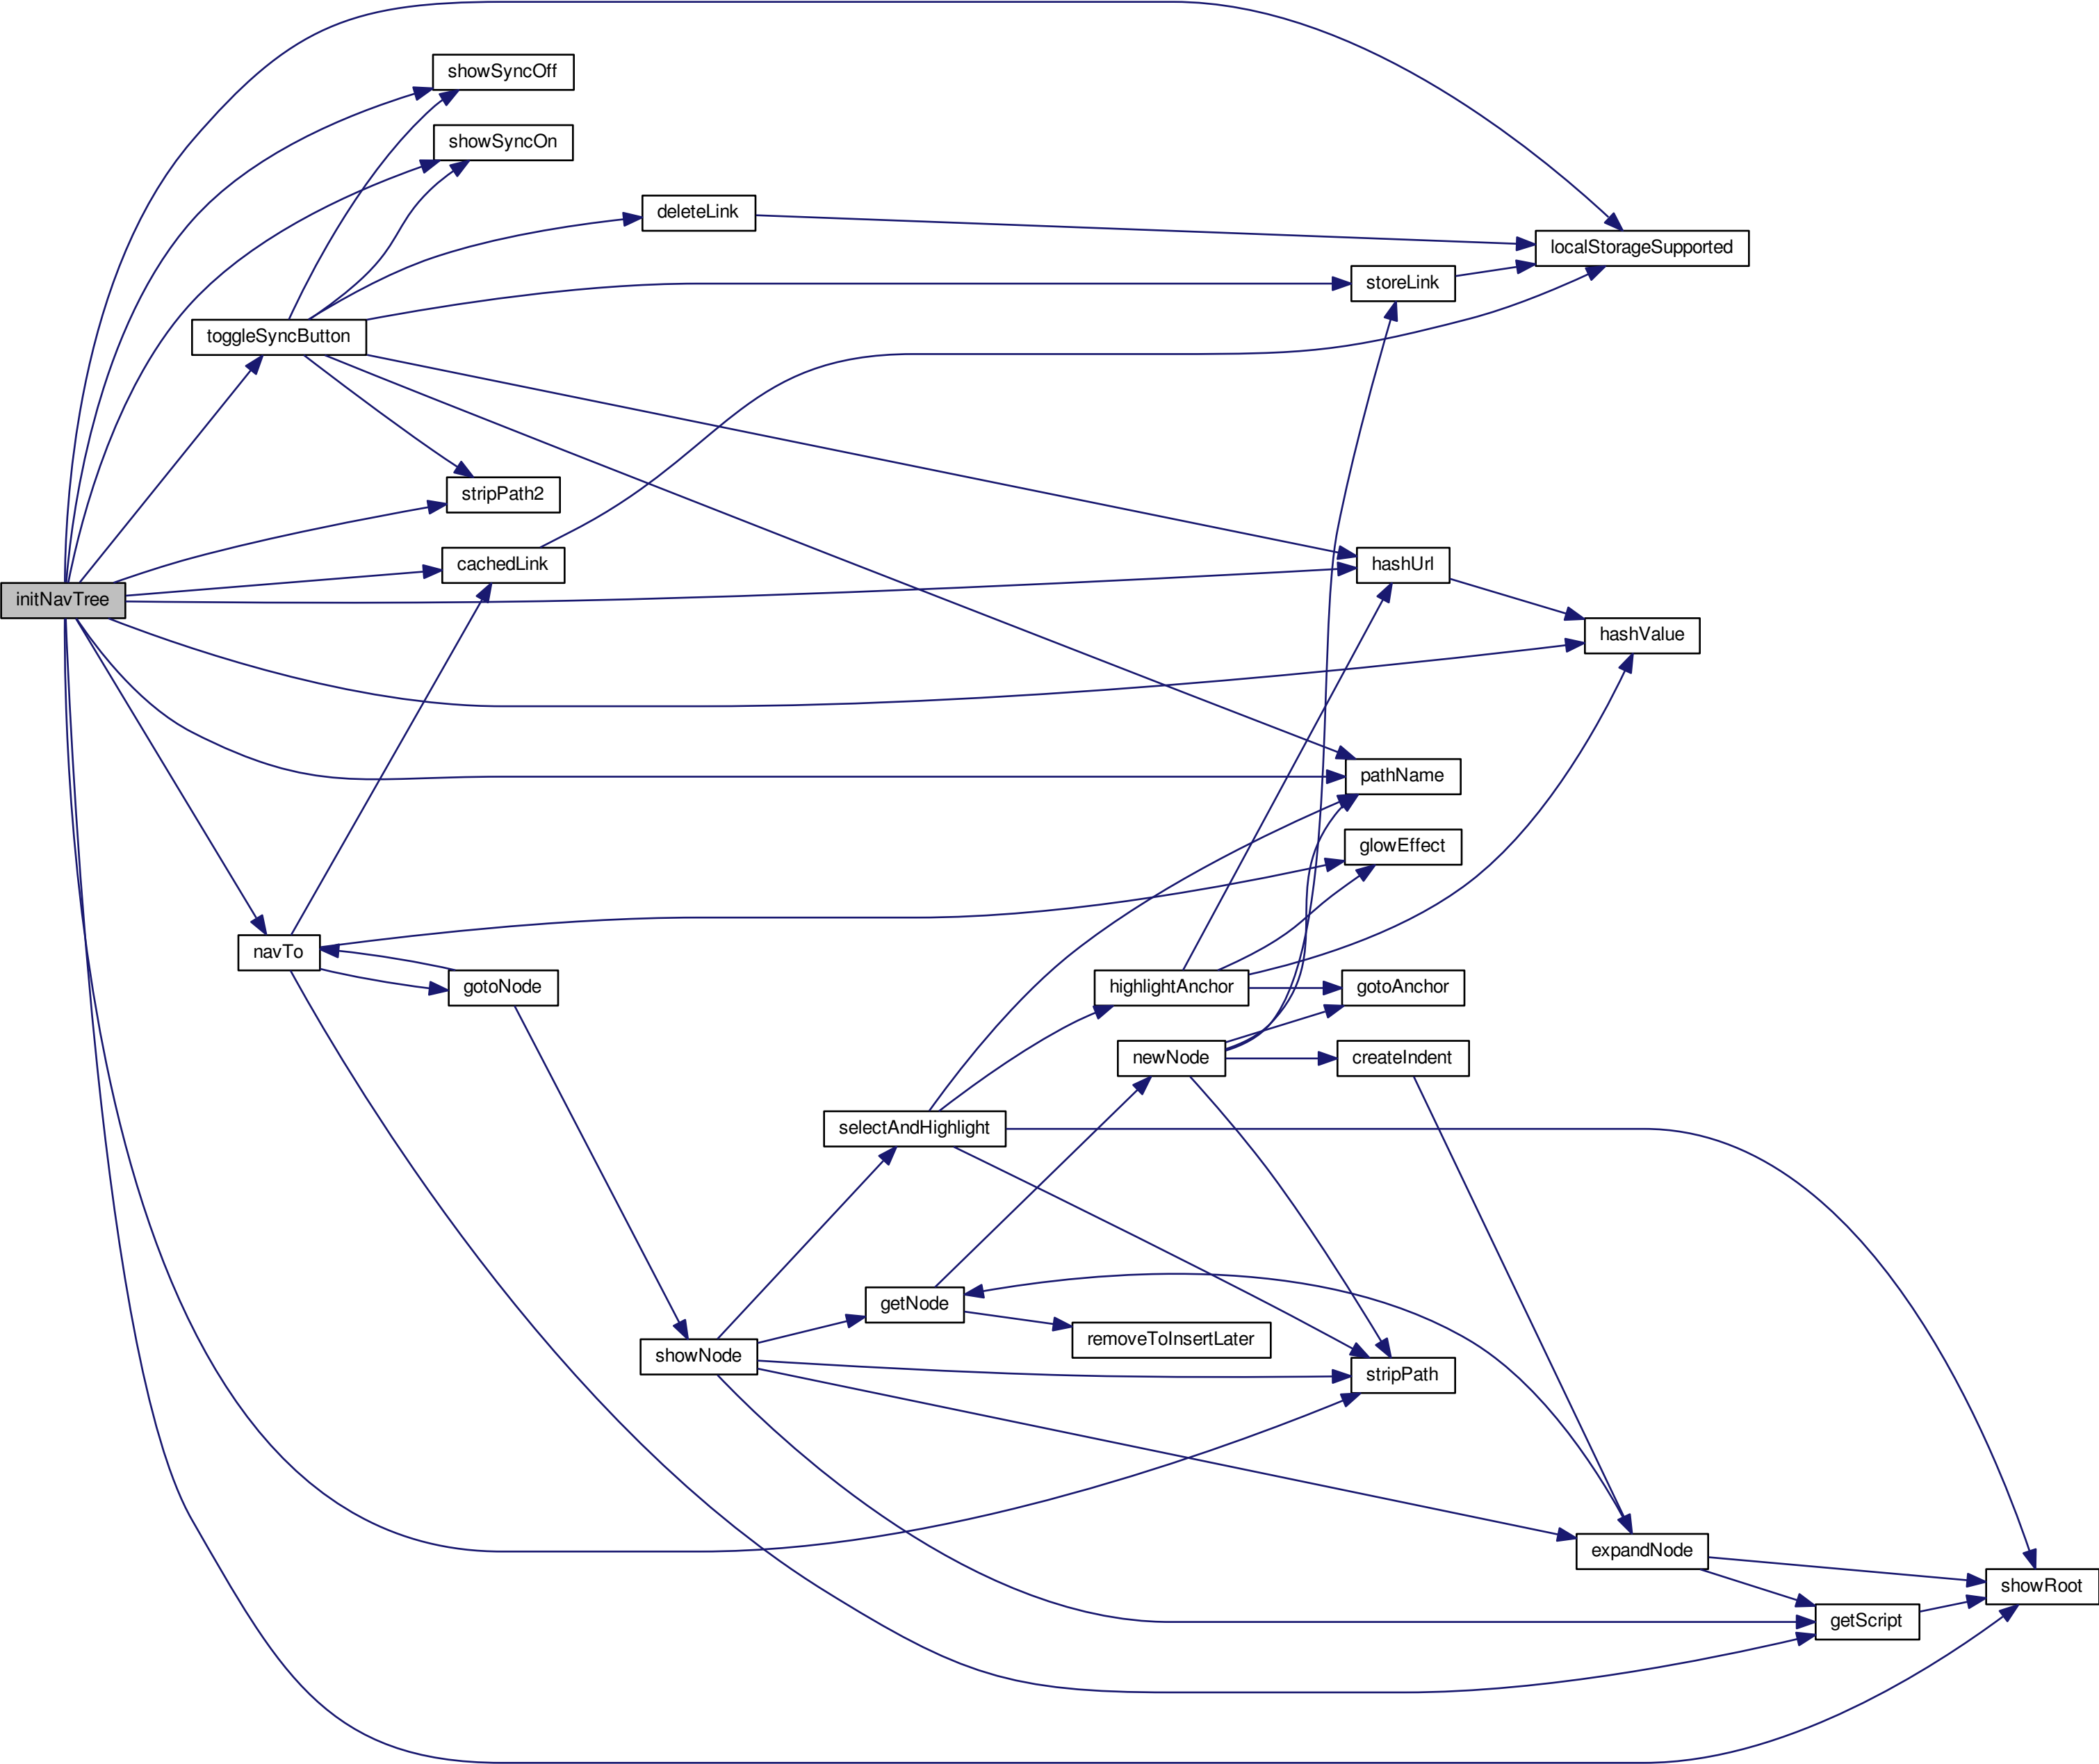 showSyncOff
showSyncOn
deleteLink
localStorageSupported
storeLink
toggleSyncButton
stripPath2
cachedLink
hashUrl
initNavTree
hashValue
pathName
glowEffect
navTo
gotoNode
highlightAnchor
gotoAnchor
newNode
createIndent
selectAndHighlight
getNode
removeToInsertLater
showNode
stripPath
expandNode
showRoot
getScript